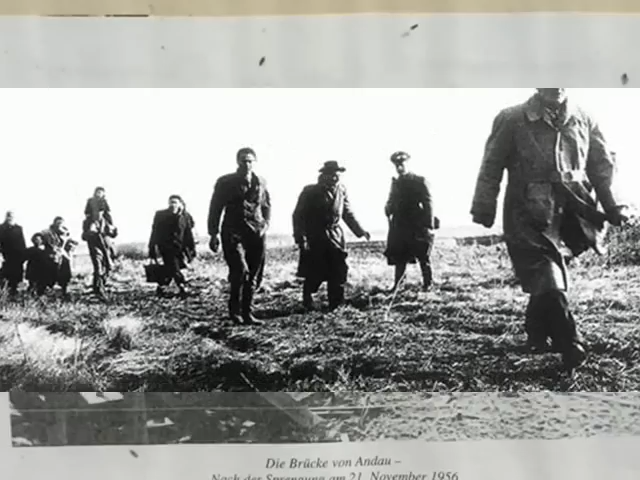 Die Brücke von Andau –
Nach der Sprengung am 21. November 1956